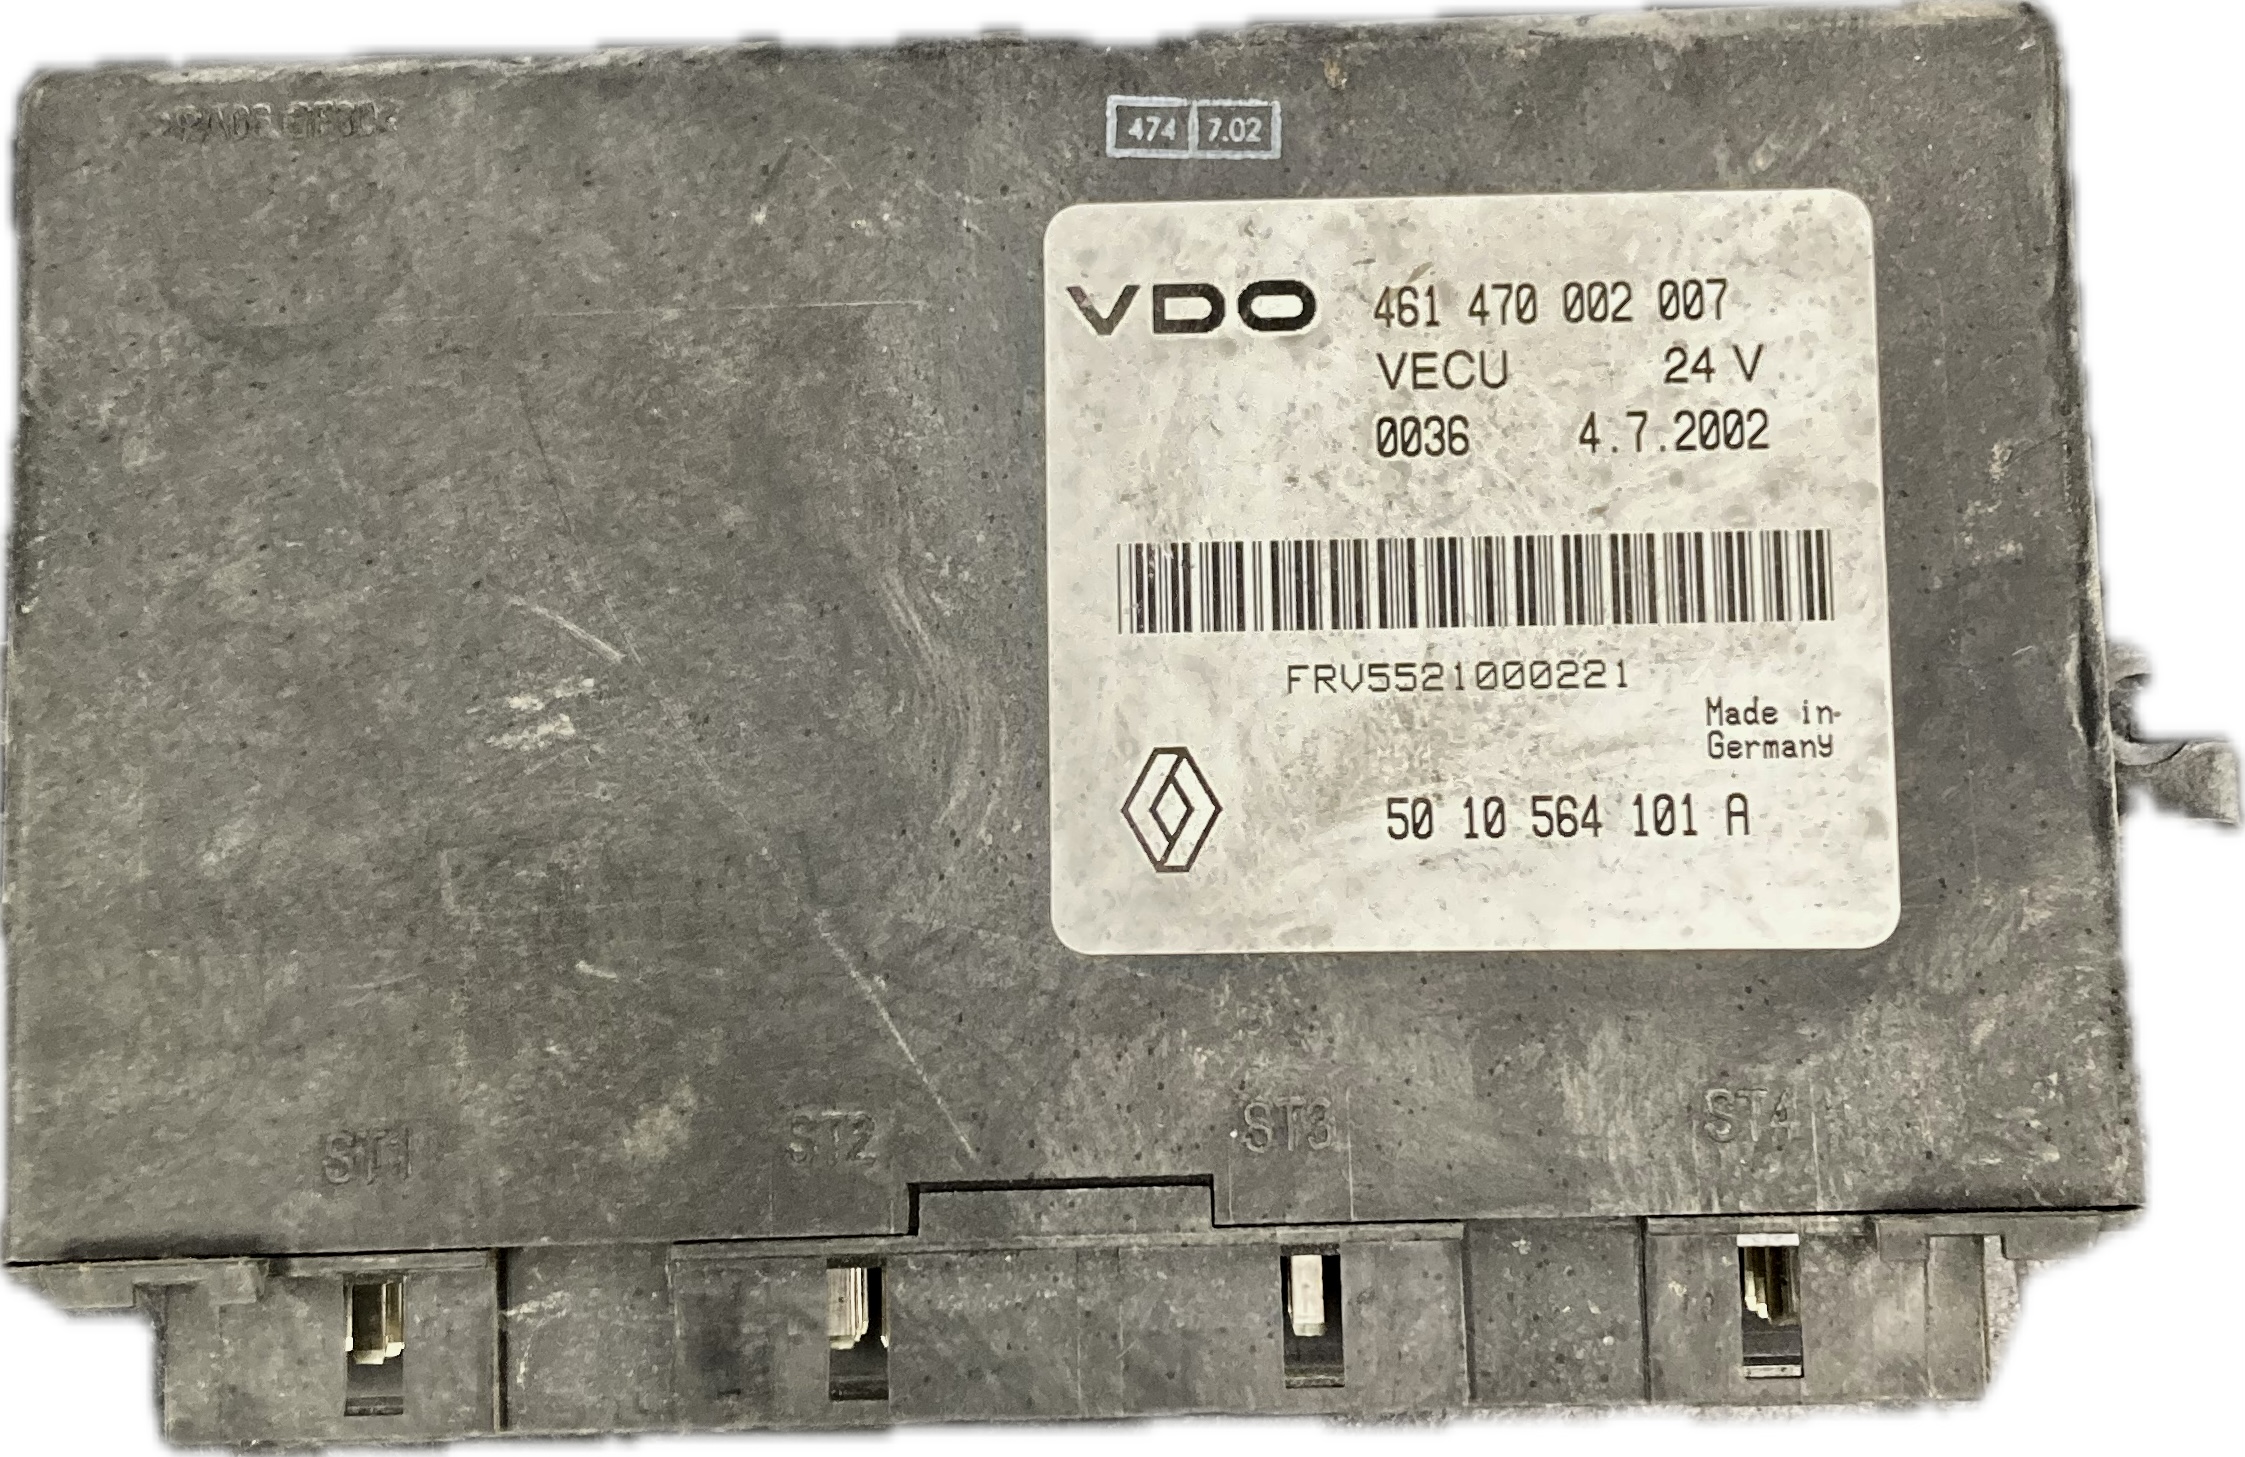 474 7.02
VDO 461 470 002 007
VECU 24 V
0036 4.7.2002
FRV5521000221
Made in
Germany
50 10 564 101 A
ST1 ST2 ST3 ST4